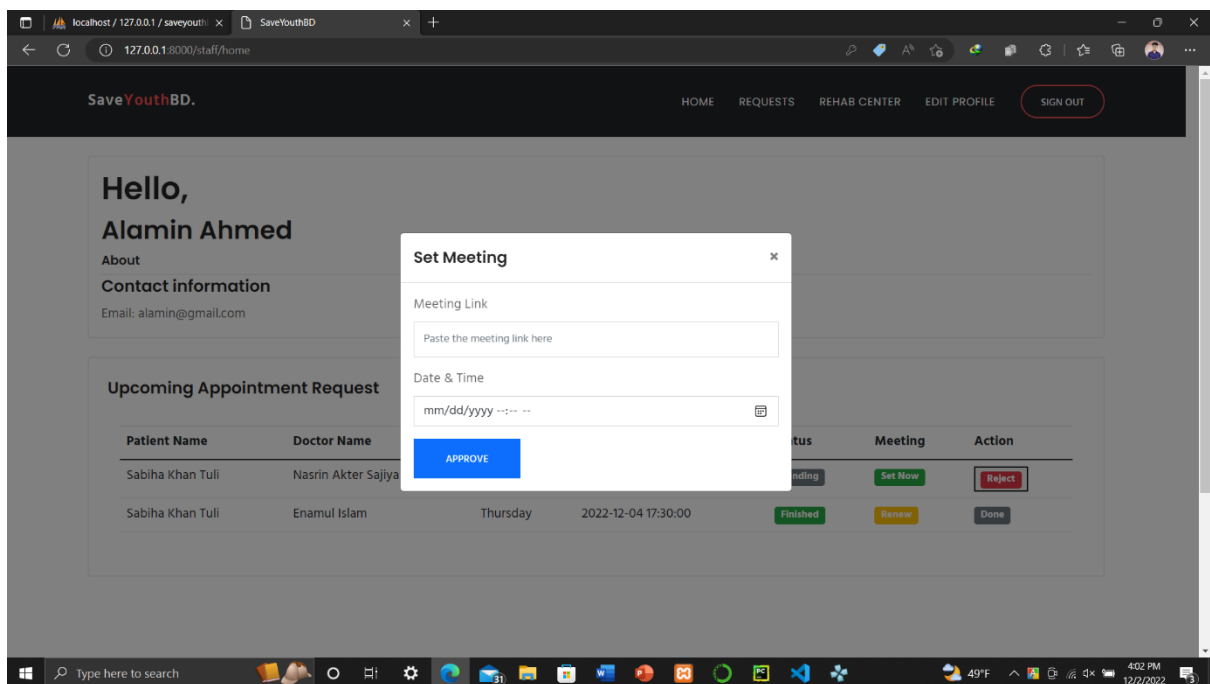 localhost / 127.0.0.1 / saveyouth
SaveYouthBD
127.0.0.1:8000/staff/home
SaveYouthBD.
HOME REQUESTS REHAB CENTER EDIT PROFILE SIGN OUT
Hello,
Alamin Ahmed
About
Contact information
Email: alamin@gmail.com
Set Meeting ×
Meeting Link
Paste the meeting link here
Date & Time
mm/dd/yyyy --:-- --
APPROVE
Upcoming Appointment Request
Patient Name Doctor Name tus Meeting Action
Sabiha Khan Tuli Nasrin Akter Sajiya nding Set Now Reject
Sabiha Khan Tuli Enamul Islam Thursday 2022-12-04 17:30:00 Finished Renew Done
Type here to search
31
49°F
4:02 PM
12/2/2022
3